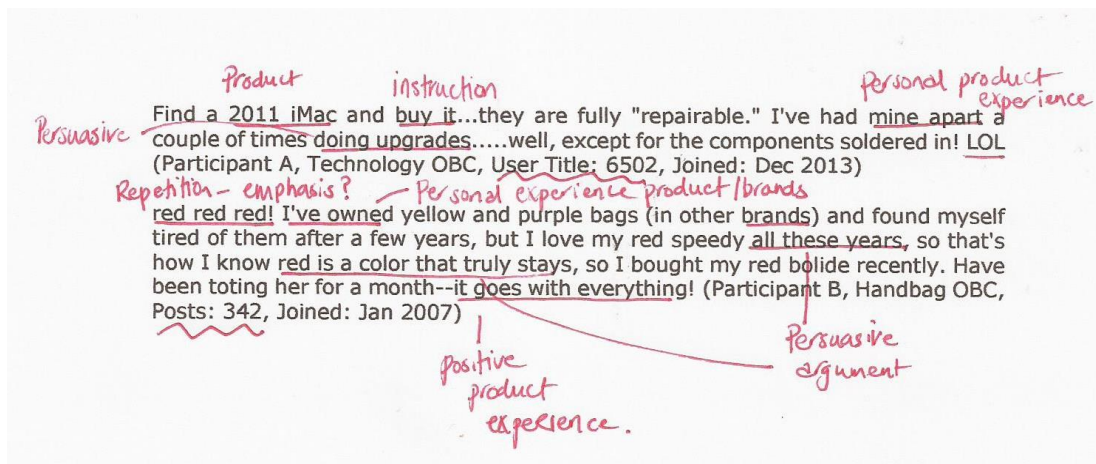 Product instruction Personal product
experience
Find a 2011 iMac and buy it...they are fully "repairable." I've had mine apart a
Persuasive
couple of times doing upgrades.....well, except for the components soldered in! LOL
(Participant A, Technology OBC, User Title: 6502, Joined: Dec 2013)
Repetition - emphasis? Personal experience product/brands
red red red! I've owned yellow and purple bags (in other brands) and found myself
tired of them after a few years, but I love my red speedy all these years, so that's
how I know red is a color that truly stays, so I bought my red bolide recently. Have
been toting her for a month--it goes with everything! (Participant B, Handbag OBC,
Posts: 342, Joined: Jan 2007)
Persuasive
argument
positive
product
experience.